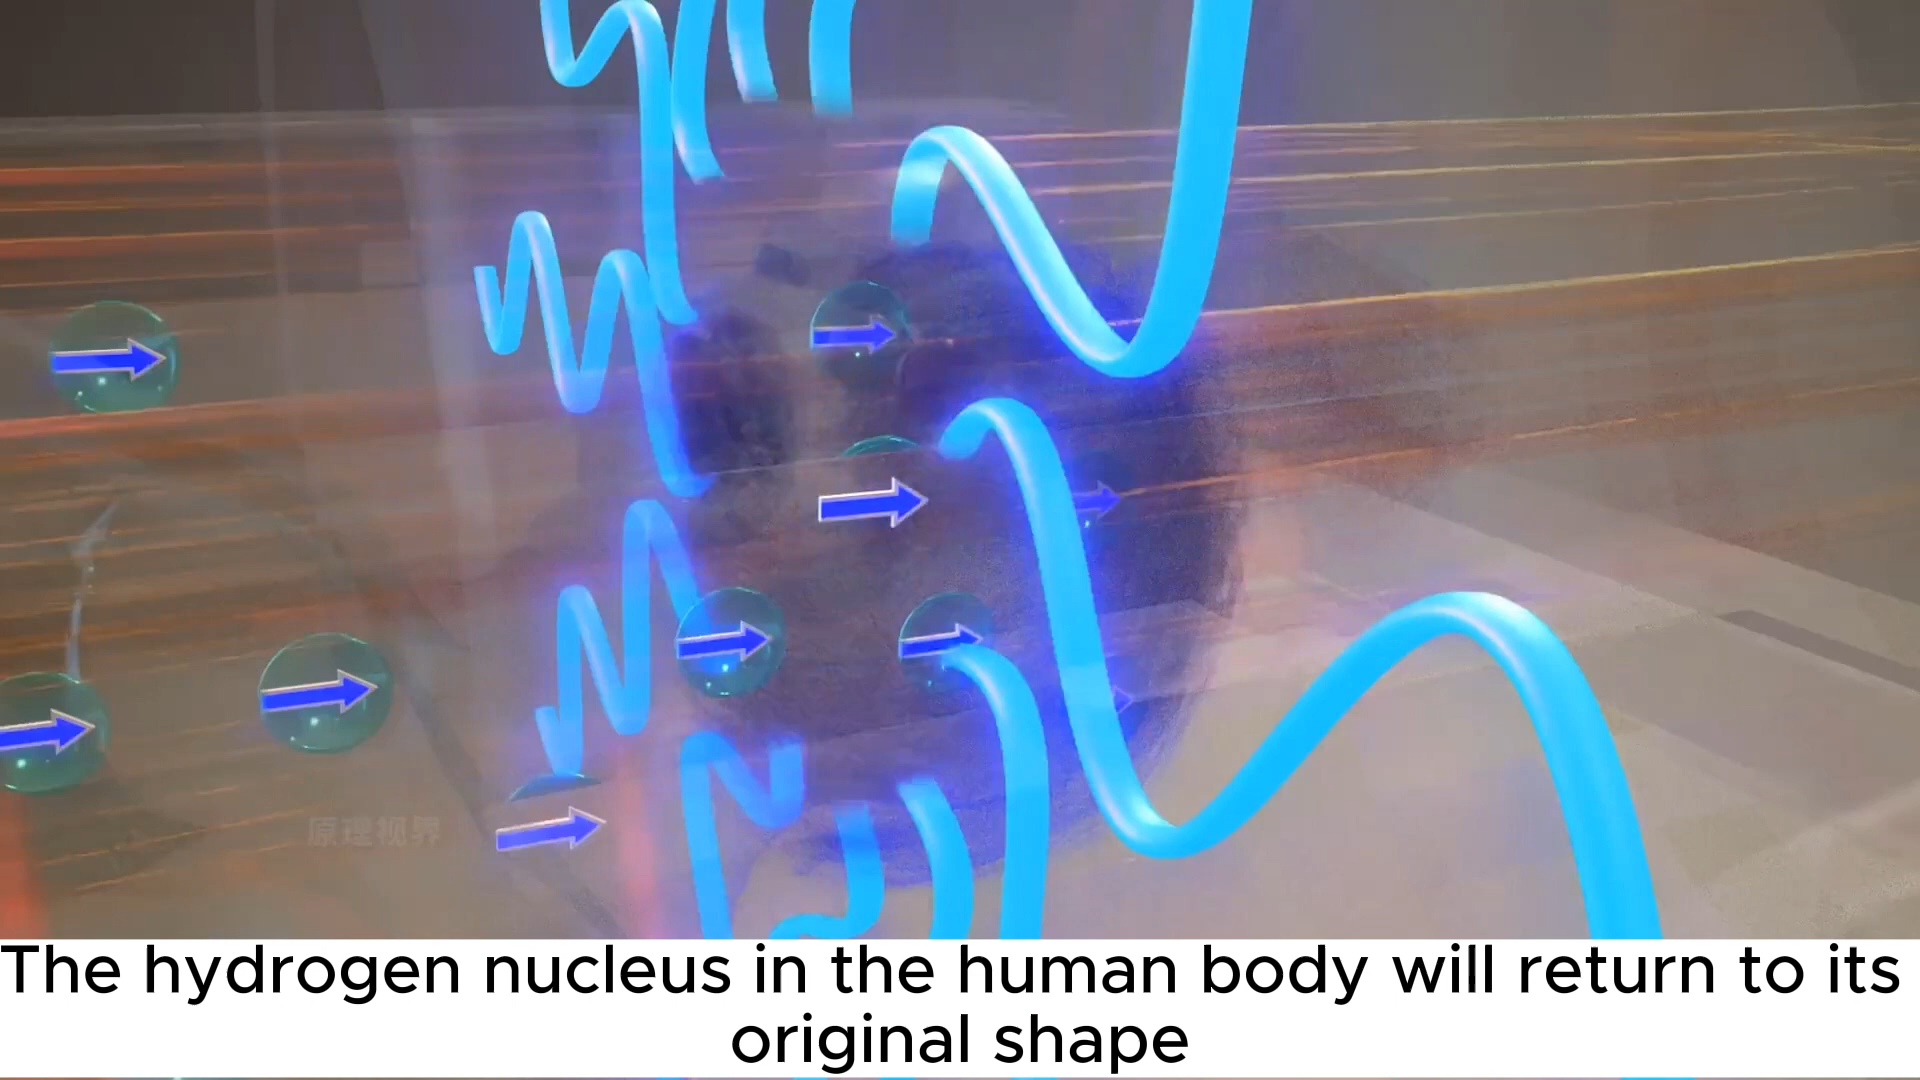 原理视界
The hydrogen nucleus in the human body will return to its
original shape